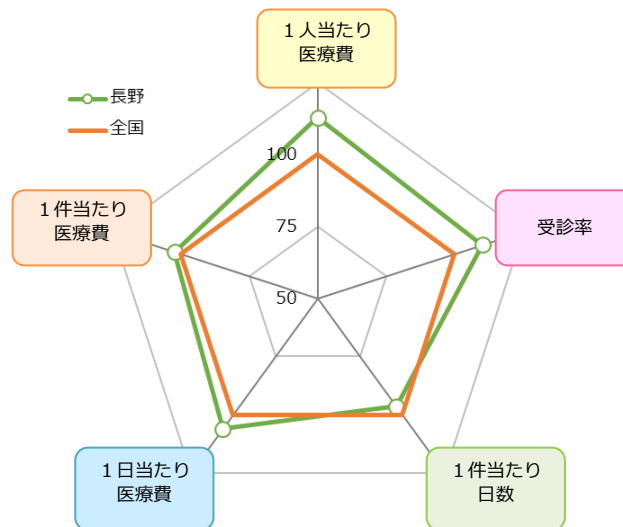 １人当たり
医療費
長野
全国
100
１件当たり
医療費
受診率
75
50
１日当たり
医療費
１件当たり
日数